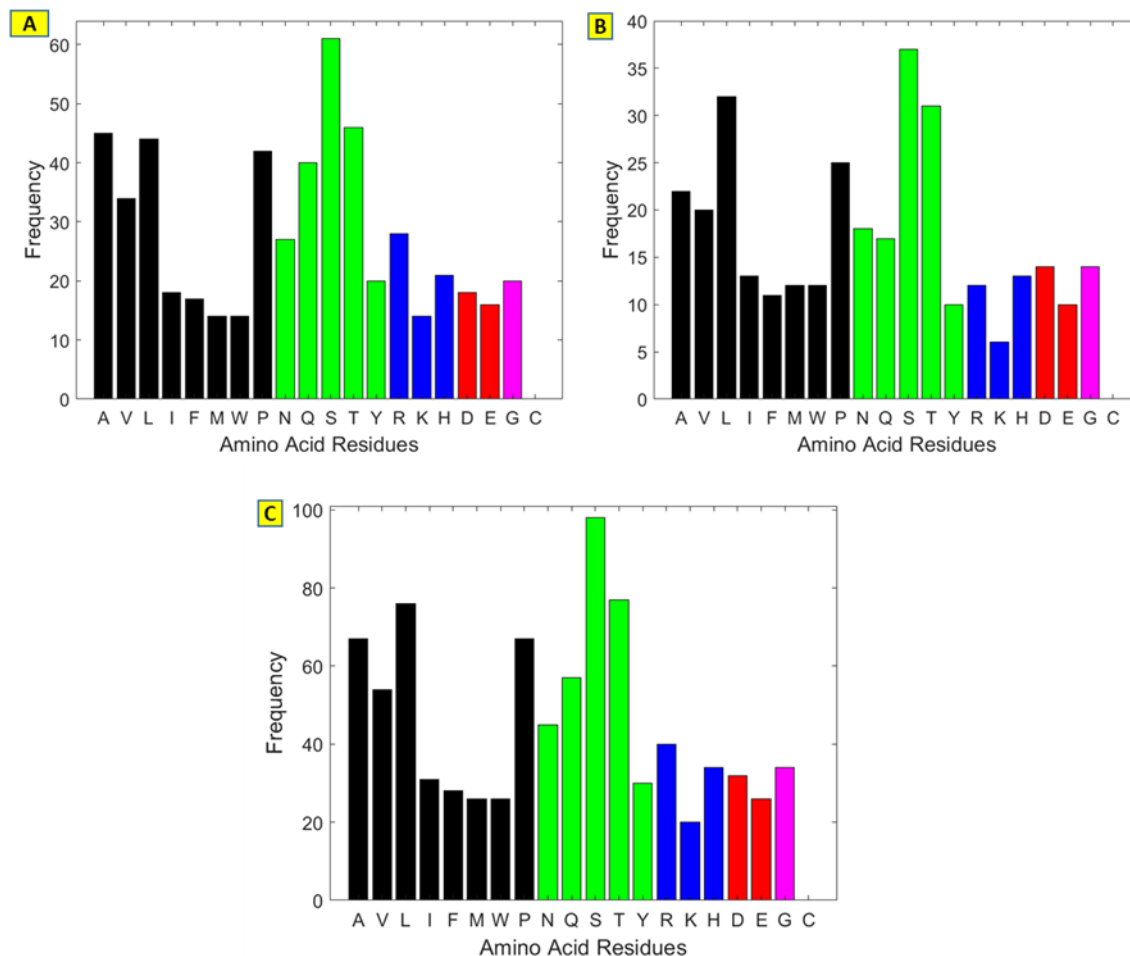 A
60
50
40
30
20
10
0
Frequency
A V L I F M W P N Q S T Y R K H D E G C
Amino Acid Residues
B
40
35
30
25
20
15
10
5
0
Frequency
A V L I F M W P N Q S T Y R K H D E G C
Amino Acid Residues
C
100
80
60
40
20
0
Frequency
A V L I F M W P N Q S T Y R K H D E G C
Amino Acid Residues